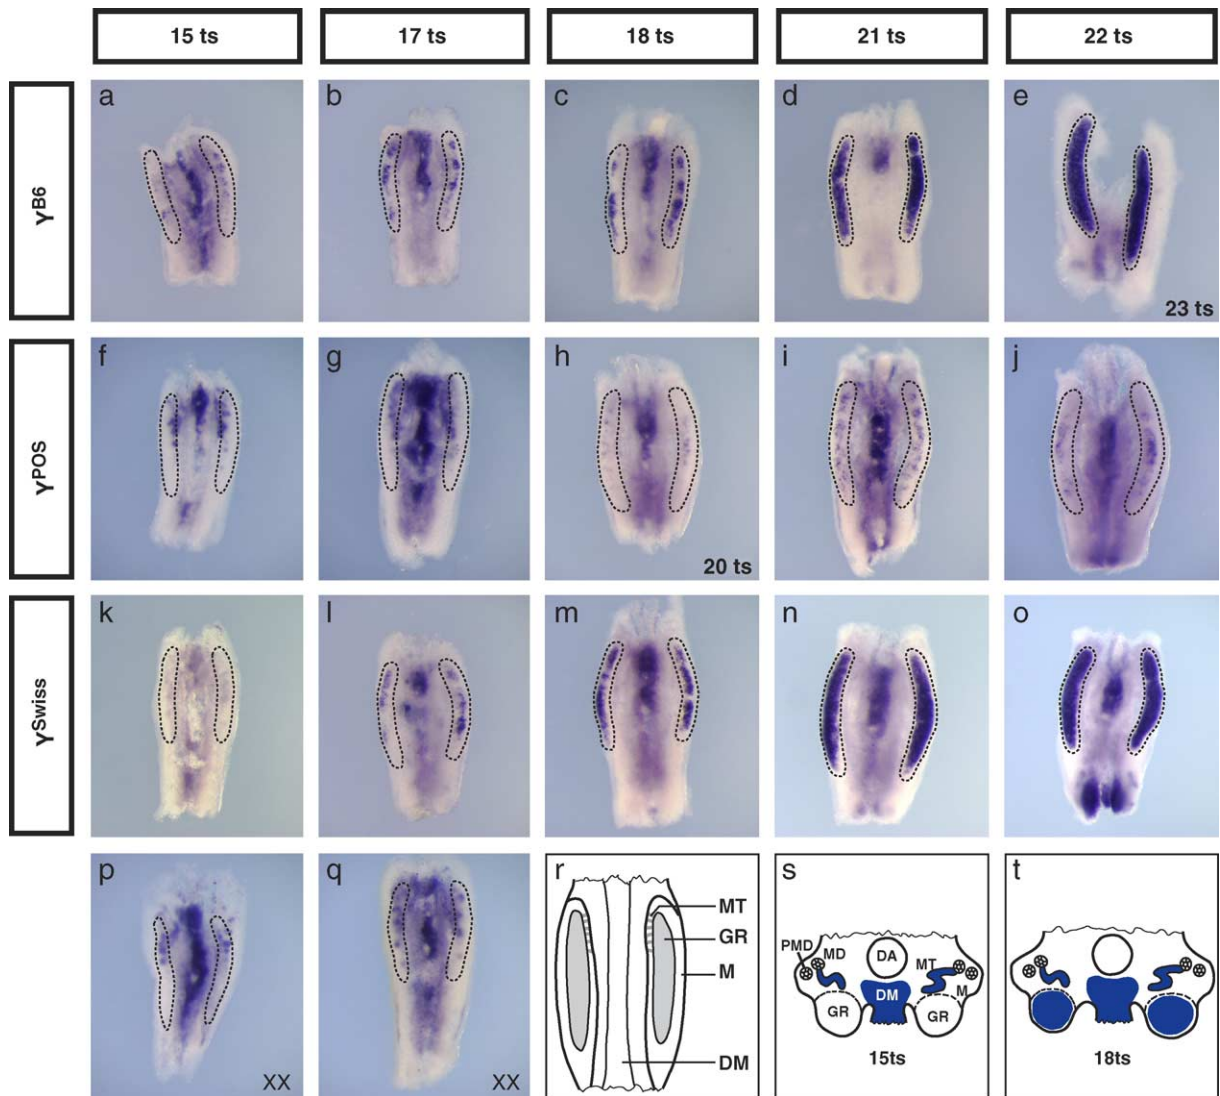 15 ts 17 ts 18 ts 21 ts 22 ts
YB6
a b c d e
23 ts
YPOS
f g h i j
20 ts
YSwiss
k l m n o
p q r s t
MT
GR
M
DM
PMD MD DA MT
DM M
GR GR
15ts 18ts
XX XX